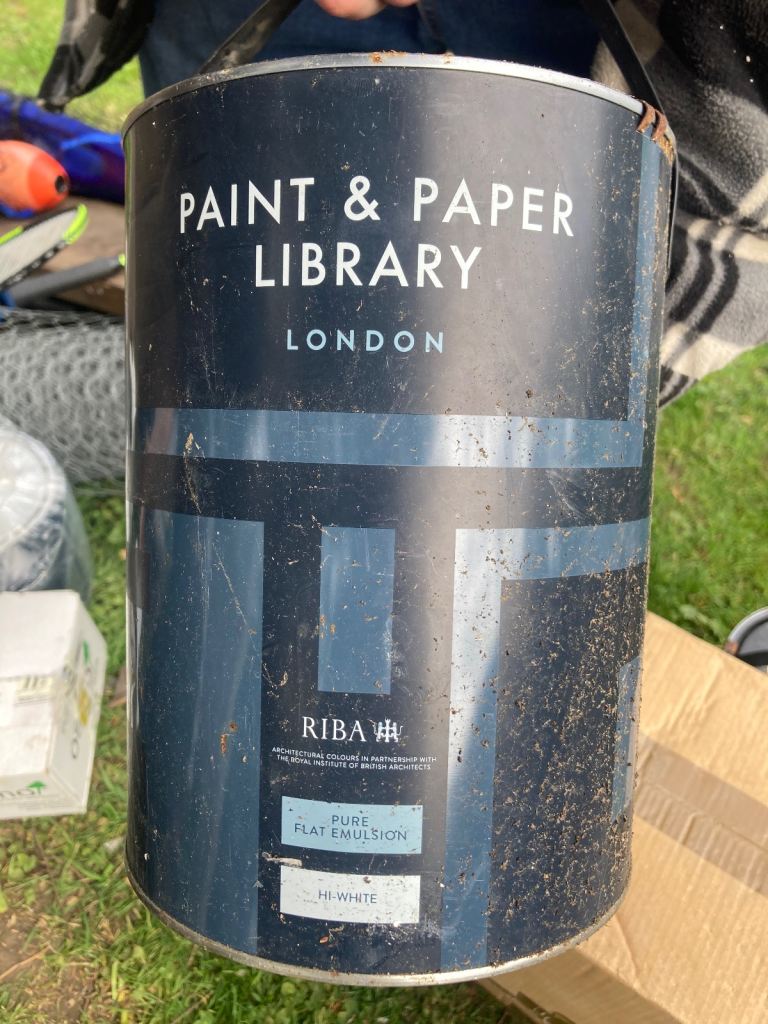 PAINT & PAPER
LIBRARY
LONDON
RIBA
ARCHITECTURAL COLOURS IN PARTNERSHIP WITH
THE ROYAL INSTITUTE OF BRITISH ARCHITECTS
PURE
FLAT EMULSION
HI-WHITE